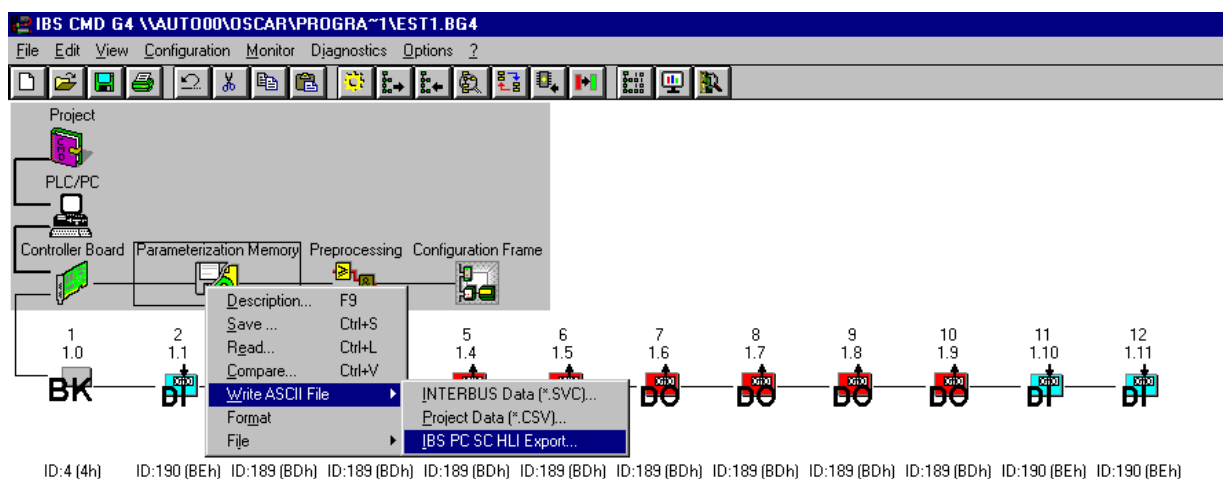 IBS CMD G4 \\AUTO00\OSCAR\PROGRA~1\EST1.BG4
File Edit View Configuration Monitor Diagnostics Options ?
Project
PLC/PC
Controller Board Parameterization Memory Preprocessing Configuration Frame
Description... F9
Save ... Ctrl+S
Read... Ctrl+L
Compare... Ctrl+V
Write ASCII File
Format
File
INTERBUS Data (*.SVC)...
Project Data (*.CSV)...
IBS PC SC HLI Export...
1 2 5 6 7 8 9 10 11 12
1.0 1.1 1.4 1.5 1.6 1.7 1.8 1.9 1.10 1.11
BK DI DO DO DO DO DI DI
ID:4 (4h) ID:190 (BEh) ID:189 (BDh) ID:189 (BDh) ID:189 (BDh) ID:189 (BDh) ID:189 (BDh) ID:189 (BDh) ID:189 (BDh) ID:189 (BDh) ID:190 (BEh) ID:190 (BEh)